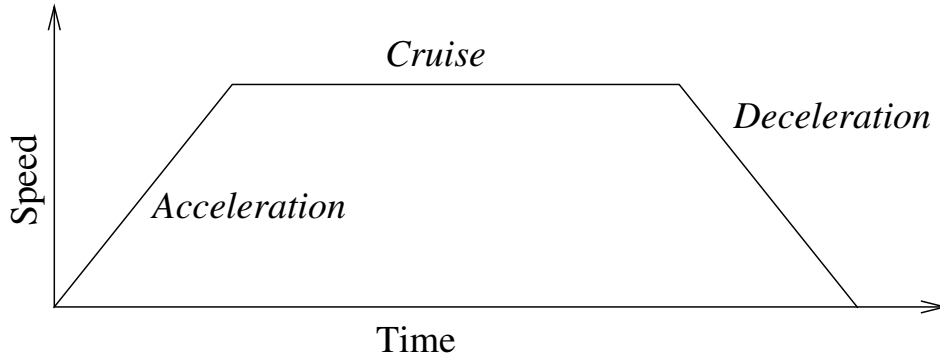 Cruise
Deceleration
Speed
Acceleration
Time